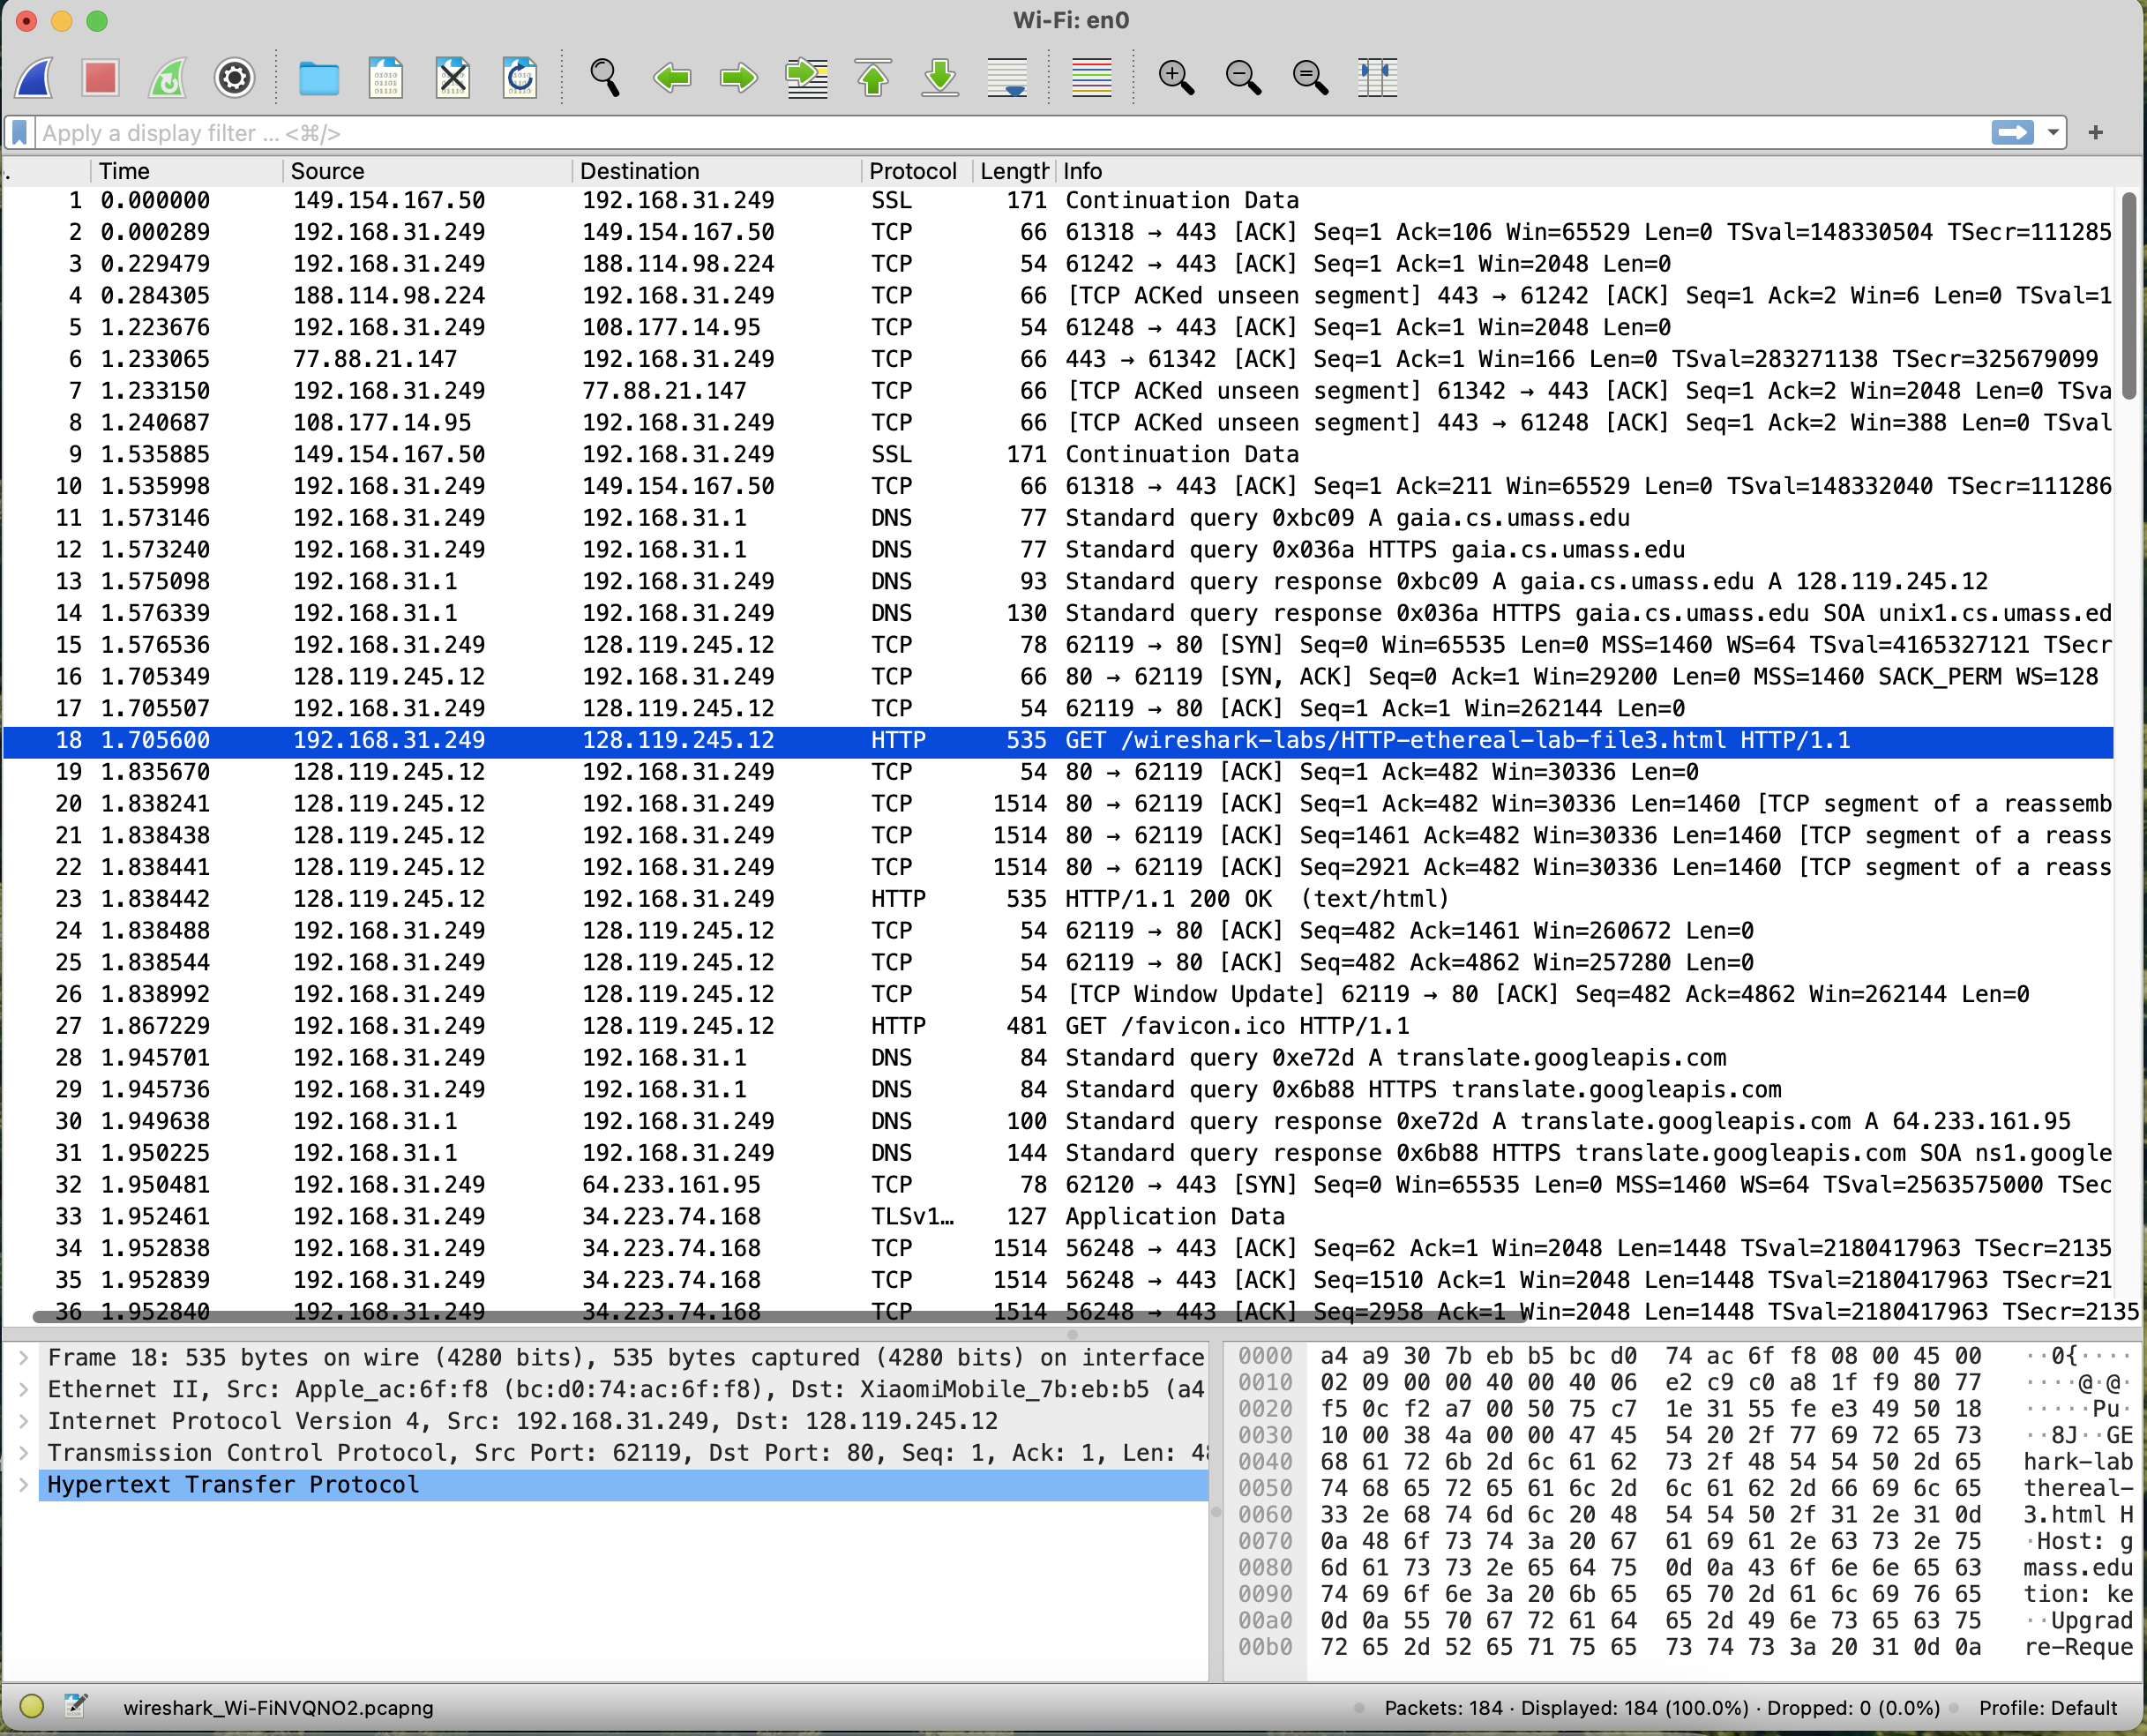 Wi-Fi: en0
Apply a display filter ... <⌘/>
Time Source Destination Protocol Length Info
1 0.000000 149.154.167.50 192.168.31.249 SSL 171 Continuation Data
2 0.000289 192.168.31.249 149.154.167.50 TCP 66 61318 → 443 [ACK] Seq=1 Ack=106 Win=65529 Len=0 TSval=148330504 TSecr=111285
3 0.229479 192.168.31.249 188.114.98.224 TCP 54 61242 → 443 [ACK] Seq=1 Ack=1 Win=2048 Len=0
4 0.284305 188.114.98.224 192.168.31.249 TCP 66 [TCP ACKed unseen segment] 443 → 61242 [ACK] Seq=1 Ack=2 Win=6 Len=0 TSval=1
5 1.223676 192.168.31.249 108.177.14.95 TCP 54 61248 → 443 [ACK] Seq=1 Ack=1 Win=2048 Len=0
6 1.233065 77.88.21.147 192.168.31.249 TCP 66 443 → 61342 [ACK] Seq=1 Ack=1 Win=166 Len=0 TSval=283271138 TSecr=325679099
7 1.233150 192.168.31.249 77.88.21.147 TCP 66 [TCP ACKed unseen segment] 61342 → 443 [ACK] Seq=1 Ack=2 Win=2048 Len=0 TSva
8 1.240687 108.177.14.95 192.168.31.249 TCP 66 [TCP ACKed unseen segment] 443 → 61248 [ACK] Seq=1 Ack=2 Win=388 Len=0 TSval
9 1.535885 149.154.167.50 192.168.31.249 SSL 171 Continuation Data
10 1.535998 192.168.31.249 149.154.167.50 TCP 66 61318 → 443 [ACK] Seq=1 Ack=211 Win=65529 Len=0 TSval=148332040 TSecr=111286
11 1.573146 192.168.31.249 192.168.31.1 DNS 77 Standard query 0xbc09 A gaia.cs.umass.edu
12 1.573240 192.168.31.249 192.168.31.1 DNS 77 Standard query 0x036a HTTPS gaia.cs.umass.edu
13 1.575098 192.168.31.1 192.168.31.249 DNS 93 Standard query response 0xbc09 A gaia.cs.umass.edu A 128.119.245.12
14 1.576339 192.168.31.1 192.168.31.249 DNS 130 Standard query response 0x036a HTTPS gaia.cs.umass.edu SOA unix1.cs.umass.ed
15 1.576536 192.168.31.249 128.119.245.12 TCP 78 62119 → 80 [SYN] Seq=0 Win=65535 Len=0 MSS=1460 WS=64 TSval=4165327121 TSecr
16 1.705349 128.119.245.12 192.168.31.249 TCP 66 80 → 62119 [SYN, ACK] Seq=0 Ack=1 Win=29200 Len=0 MSS=1460 SACK_PERM WS=128
17 1.705507 192.168.31.249 128.119.245.12 TCP 54 62119 → 80 [ACK] Seq=1 Ack=1 Win=262144 Len=0
18 1.705600 192.168.31.249 128.119.245.12 HTTP 535 GET /wireshark-labs/HTTP-ethereal-lab-file3.html HTTP/1.1
19 1.835670 128.119.245.12 192.168.31.249 TCP 54 80 → 62119 [ACK] Seq=1 Ack=482 Win=30336 Len=0
20 1.838241 128.119.245.12 192.168.31.249 TCP 1514 80 → 62119 [ACK] Seq=1 Ack=482 Win=30336 Len=1460 [TCP segment of a reassemb
21 1.838438 128.119.245.12 192.168.31.249 TCP 1514 80 → 62119 [ACK] Seq=1461 Ack=482 Win=30336 Len=1460 [TCP segment of a reass
22 1.838441 128.119.245.12 192.168.31.249 TCP 1514 80 → 62119 [ACK] Seq=2921 Ack=482 Win=30336 Len=1460 [TCP segment of a reass
23 1.838442 128.119.245.12 192.168.31.249 HTTP 535 HTTP/1.1 200 OK (text/html)
24 1.838488 192.168.31.249 128.119.245.12 TCP 54 62119 → 80 [ACK] Seq=482 Ack=1461 Win=260672 Len=0
25 1.838544 192.168.31.249 128.119.245.12 TCP 54 62119 → 80 [ACK] Seq=482 Ack=4862 Win=257280 Len=0
26 1.838992 192.168.31.249 128.119.245.12 TCP 54 [TCP Window Update] 62119 → 80 [ACK] Seq=482 Ack=4862 Win=262144 Len=0
27 1.867229 192.168.31.249 128.119.245.12 HTTP 481 GET /favicon.ico HTTP/1.1
28 1.945701 192.168.31.249 192.168.31.1 DNS 84 Standard query 0xe72d A translate.googleapis.com
29 1.945736 192.168.31.249 192.168.31.1 DNS 84 Standard query 0x6b88 HTTPS translate.googleapis.com
30 1.949638 192.168.31.1 192.168.31.249 DNS 100 Standard query response 0xe72d A translate.googleapis.com A 64.233.161.95
31 1.950225 192.168.31.1 192.168.31.249 DNS 144 Standard query response 0x6b88 HTTPS translate.googleapis.com SOA ns1.google
32 1.950481 192.168.31.249 64.233.161.95 TCP 78 62120 → 443 [SYN] Seq=0 Win=65535 Len=0 MSS=1460 WS=64 TSval=2563575000 TSec
33 1.952461 192.168.31.249 34.223.74.168 TLSv1… 127 Application Data
34 1.952838 192.168.31.249 34.223.74.168 TCP 1514 56248 → 443 [ACK] Seq=62 Ack=1 Win=2048 Len=1448 TSval=2180417963 TSecr=2135
35 1.952839 192.168.31.249 34.223.74.168 TCP 1514 56248 → 443 [ACK] Seq=1510 Ack=1 Win=2048 Len=1448 TSval=2180417963 TSecr=21
36 1.952840 192.168.31.249 34.223.74.168 TCP 1514 56248 → 443 [ACK] Seq=2958 Ack=1 Win=2048 Len=1448 TSval=2180417963 TSecr=2135
Frame 18: 535 bytes on wire (4280 bits), 535 bytes captured (4280 bits) on interface
Ethernet II, Src: Apple_ac:6f:f8 (bc:d0:74:ac:6f:f8), Dst: XiaomiMobile_7b:eb:b5 (a4
Internet Protocol Version 4, Src: 192.168.31.249, Dst: 128.119.245.12
Transmission Control Protocol, Src Port: 62119, Dst Port: 80, Seq: 1, Ack: 1, Len: 48
Hypertext Transfer Protocol
0000 a4 a9 30 7b eb b5 bc d0 74 ac 6f f8 08 00 45 00 ··0{····
0010 02 09 00 00 40 00 40 06 e2 c9 c0 a8 1f f9 80 77 ····@·@·
0020 f5 0c f2 a7 00 50 75 c7 1e 31 55 fe e3 49 50 18 ·····Pu·
0030 10 00 38 4a 00 00 47 45 54 20 2f 77 69 72 65 73 ··8J··GE
0040 68 61 72 6b 2d 6c 61 62 73 2f 48 54 54 50 2d 65 hark-lab
0050 74 68 65 72 65 61 6c 2d 6c 61 62 2d 66 69 6c 65 thereal-
0060 33 2e 68 74 6d 6c 20 48 54 54 50 2f 31 2e 31 0d 3.html H
0070 0a 48 6f 73 74 3a 20 67 61 69 61 2e 63 73 2e 75 ·Host: g
0080 6d 61 73 73 2e 65 64 75 0d 0a 43 6f 6e 6e 65 63 mass.edu
0090 74 69 6f 6e 3a 20 6b 65 65 70 2d 61 6c 69 76 65 tion: ke
00a0 0d 0a 55 70 67 72 61 64 65 2d 49 6e 73 65 63 75 ··Upgrad
00b0 72 65 2d 52 65 71 75 65 73 74 73 3a 20 31 0d 0a re-Reque
wireshark_Wi-FiNVQNO2.pcapng Packets: 184 · Displayed: 184 (100.0%) · Dropped: 0 (0.0%) Profile: Default